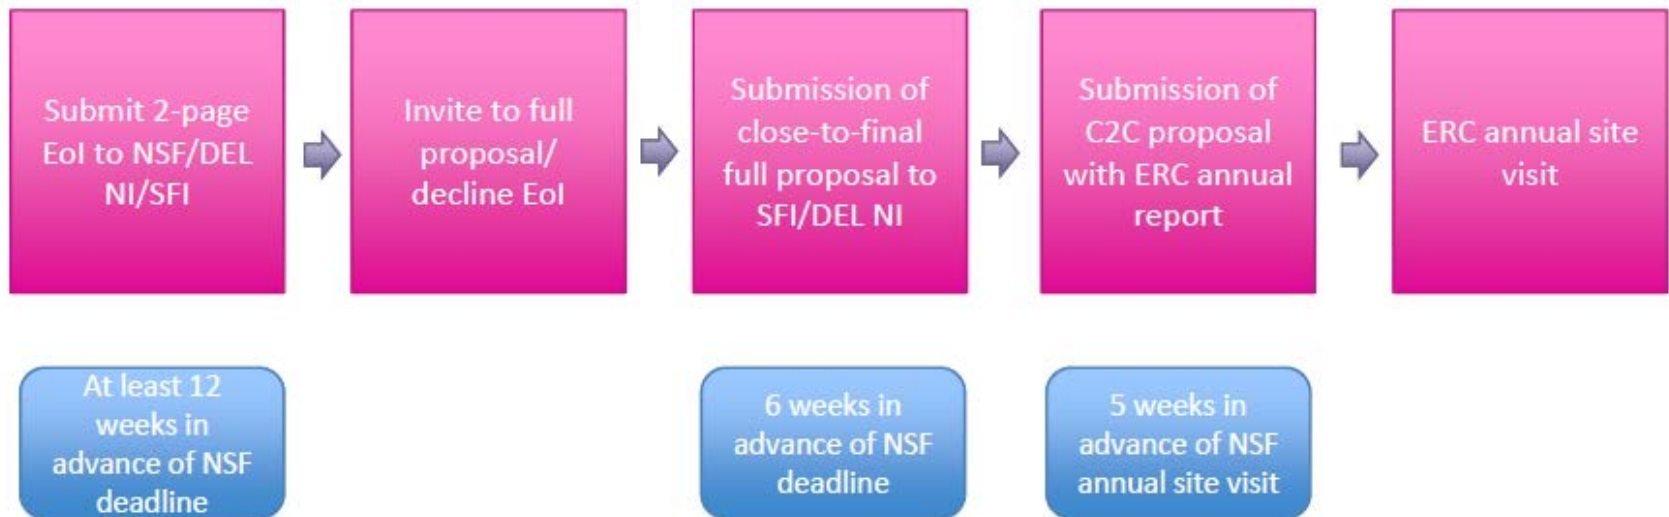 Submit 2-page
EoI to NSF/DEL
NI/SFI
Invite to full
proposal/
decline EoI
Submission of
close-to-final
full proposal to
SFI/DEL NI
Submission of
C2C proposal
with ERC annual
report
ERC annual site
visit
At least 12
weeks in
advance of NSF
deadline
6 weeks in
advance of NSF
deadline
5 weeks in
advance of NSF
annual site visit